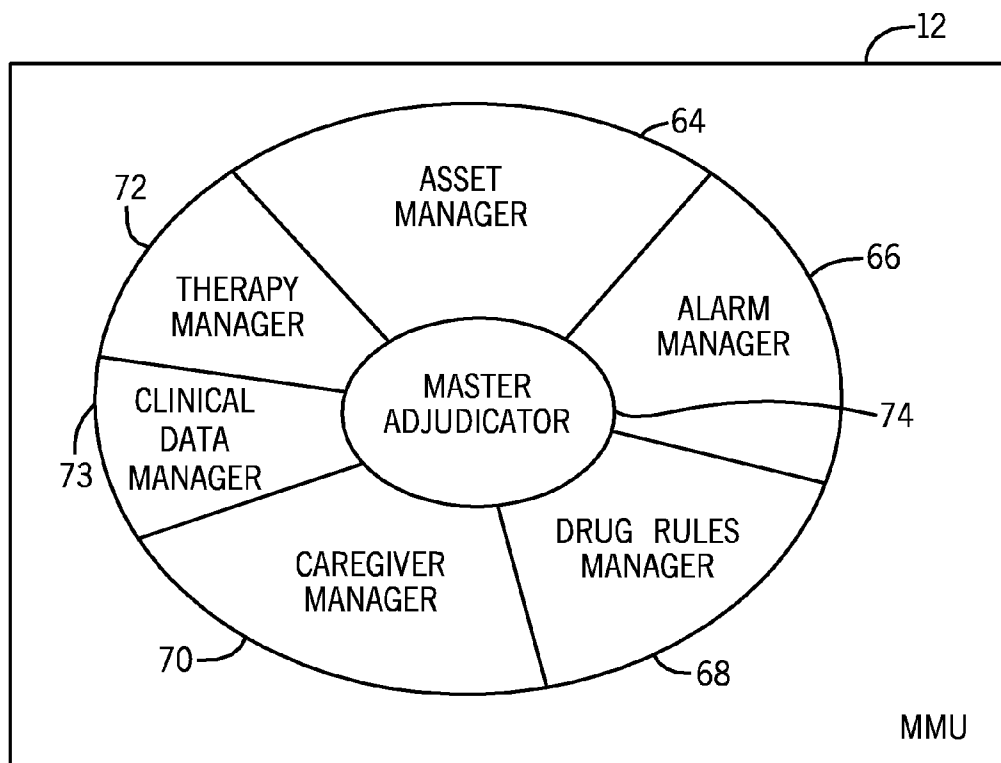 12
64
ASSET
MANAGER
72
66
THERAPY
MANAGER
ALARM
MANAGER
MASTER
ADJUDICATOR
74
CLINICAL
DATA
MANAGER
73
DRUG RULES
MANAGER
CAREGIVER
MANAGER
70
68
MMU